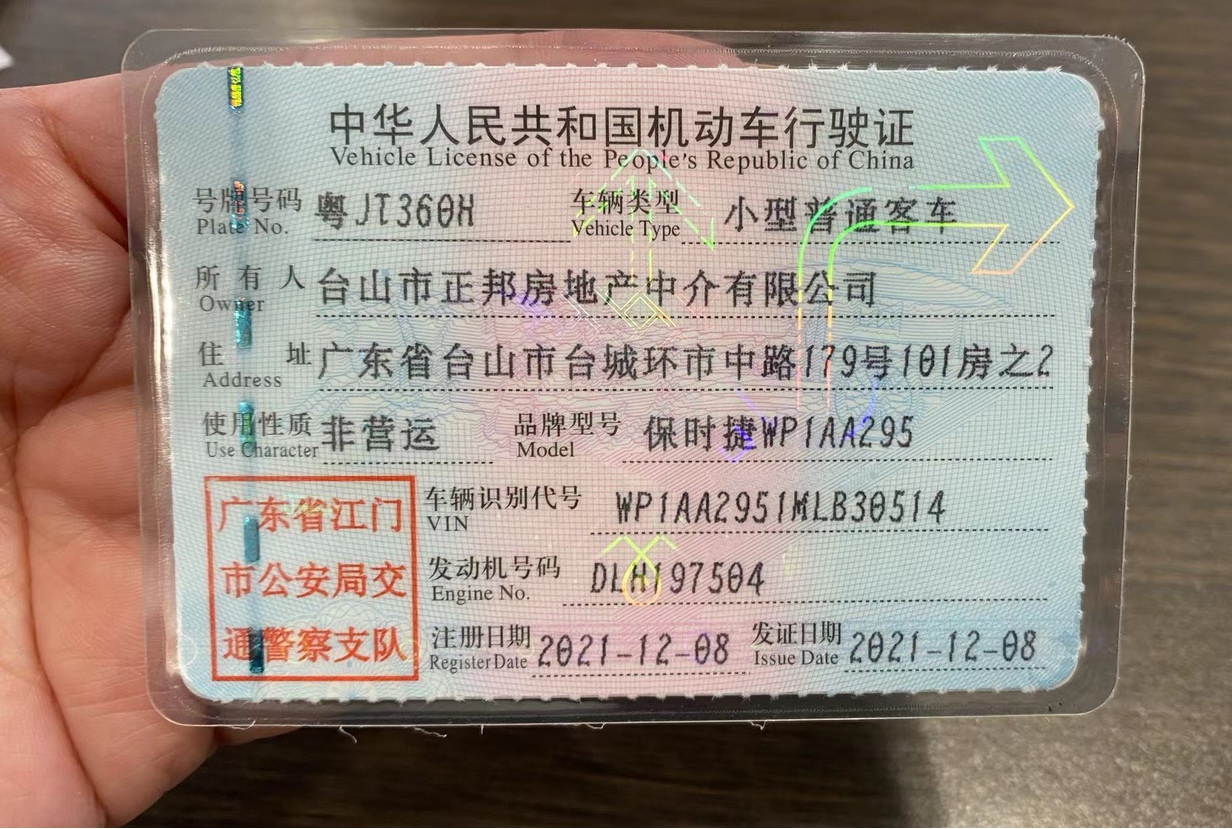 中华人民共和国机动车行驶证
Vehicle License of the People's Republic of China
号牌号码 粤JT360H 车辆类型 小型普通客车
Plate No. Vehicle Type
所有人 台山市正邦房地产中介有限公司
Owner
住址 广东省台山市台城环市中路179号101房之2
Address
使用性质 非营运 品牌型号 保时捷WP1AA295
Use Character Model
广东省江门 车辆识别代号 WP1AA2951MLB30514
VIN
市公安局交 发动机号码 DLH197504
Engine No.
通警察支队 注册日期 2021-12-08 发证日期 2021-12-08
Register Date Issue Date